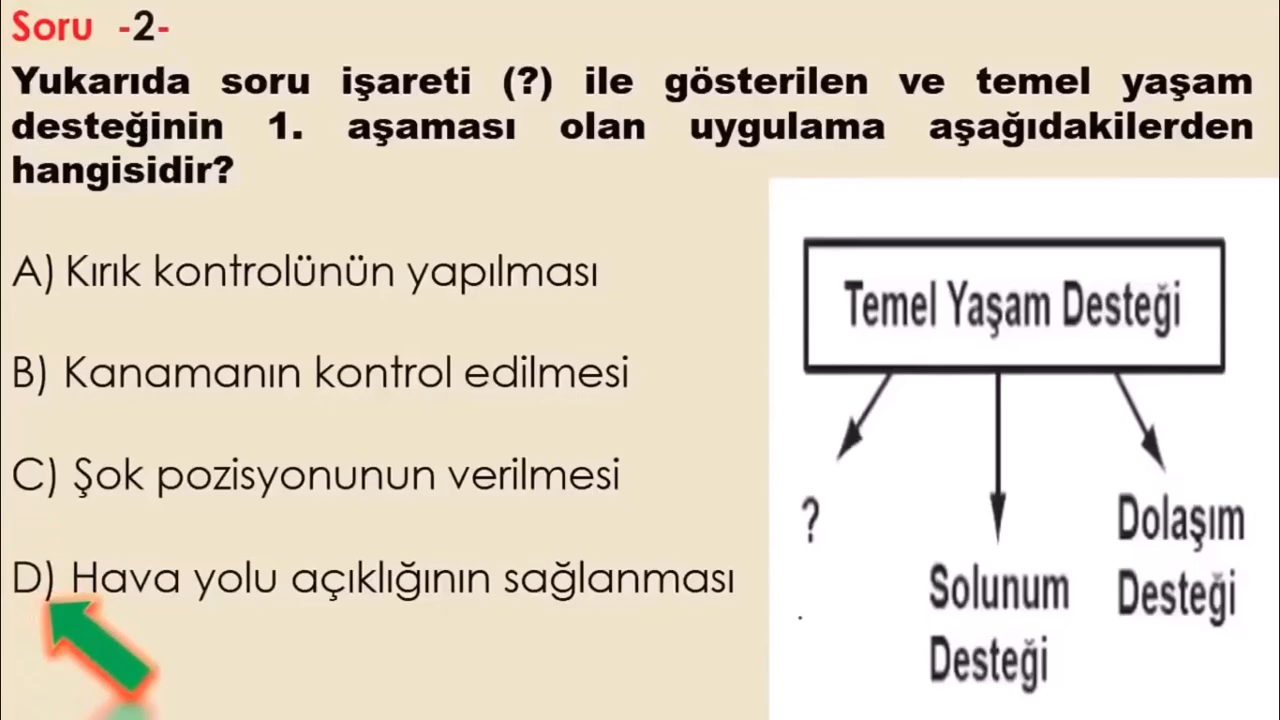 Soru -2-
Yukarıda soru işareti (?) ile gösterilen ve temel yaşam
desteğinin 1. aşaması olan uygulama aşağıdakilerden
hangisidir?
A) Kırık kontrolünün yapılması
B) Kanamanın kontrol edilmesi
C) Şok pozisyonunun verilmesi
D) Hava yolu açıklığının sağlanması
Temel Yaşam Desteği
?
Solunum
Desteği
Dolaşım
Desteği